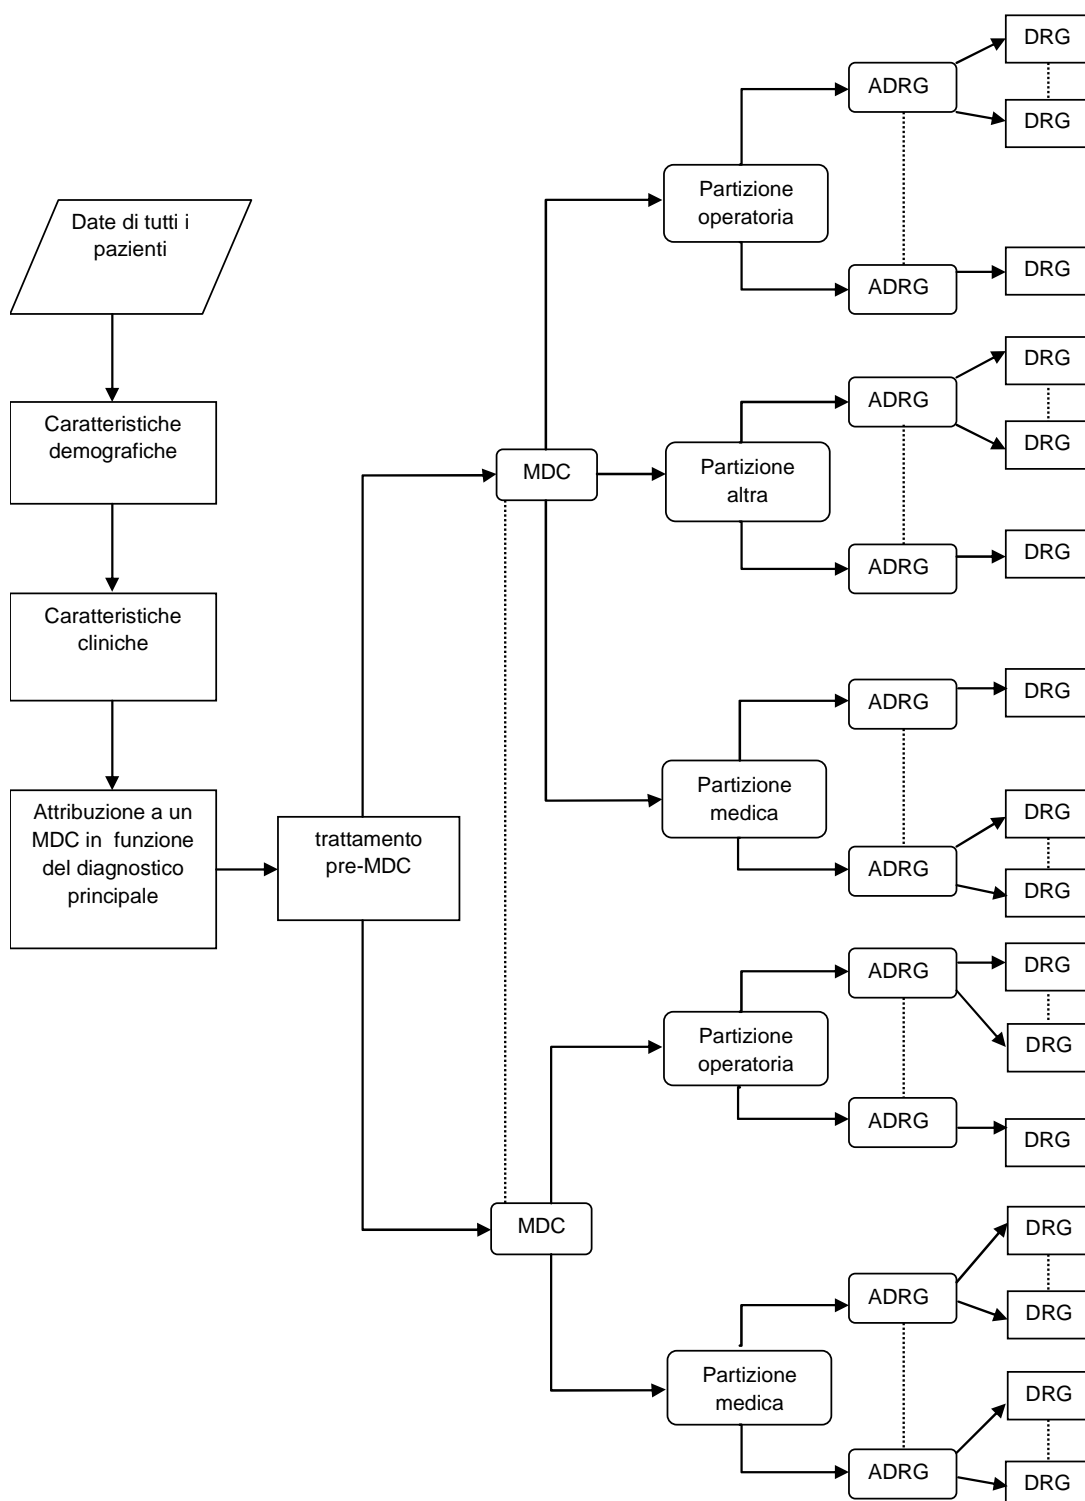 Date di tutti i
pazienti
Caratteristiche
demografiche
Caratteristiche
cliniche
Attribuzione a un
MDC in funzione
del diagnostico
principale
trattamento
pre-MDC
MDC
Partizione
operatoria
ADRG
DRG
DRG
ADRG
DRG
Partizione
altra
ADRG
DRG
DRG
ADRG
DRG
Partizione
medica
ADRG
DRG
ADRG
DRG
DRG
MDC
Partizione
operatoria
ADRG
DRG
DRG
ADRG
DRG
Partizione
medica
ADRG
DRG
DRG
ADRG
DRG
DRG